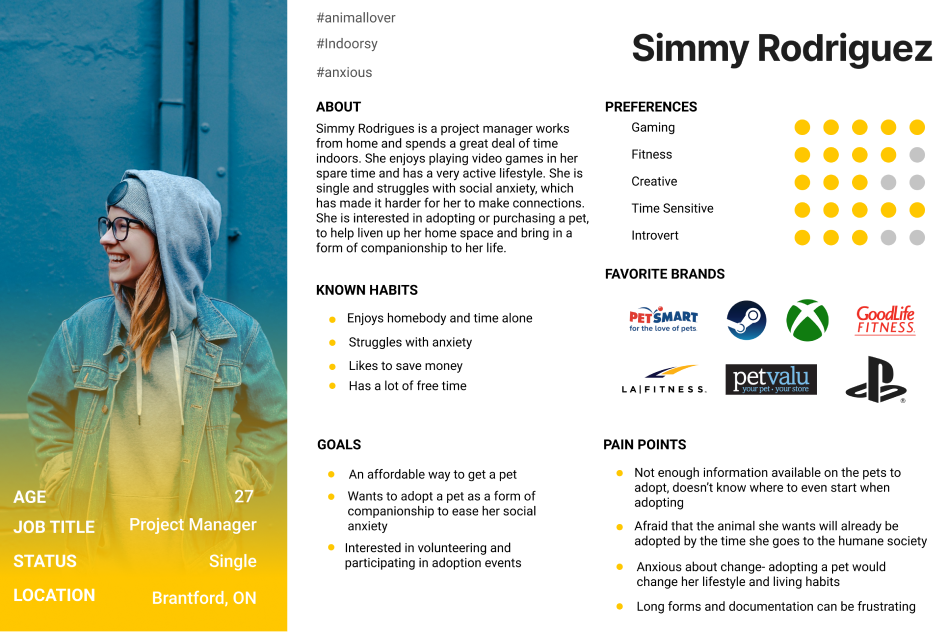 #animallover
#Indoorsy
#anxious
Simmy Rodriguez
ABOUT
Simmy Rodrigues is a project manager works
from home and spends a great deal of time
indoors. She enjoys playing video games in her
spare time and has a very active lifestyle. She is
single and struggles with social anxiety, which
has made it harder for her to make connections.
She is interested in adopting or purchasing a pet,
to help liven up her home space and bring in a
form of companionship to her life.
KNOWN HABITS
Enjoys homebody and time alone
Struggles with anxiety
Likes to save money
Has a lot of free time
GOALS
An affordable way to get a pet
Wants to adopt a pet as a form of
companionship to ease her social
anxiety
Interested in volunteering and
participating in adoption events
PREFERENCES
Gaming
Fitness
Creative
Time Sensitive
Introvert
FAVORITE BRANDS
PETSMART
for the love of pets
GoodLife
FITNESS
LA|FITNESS.
petvalu
your pet · your store
PAIN POINTS
Not enough information available on the pets to
adopt, doesn't know where to even start when
adopting
Afraid that the animal she wants will already be
adopted by the time she goes to the humane society
Anxious about change- adopting a pet would
change her lifestyle and living habits
Long forms and documentation can be frustrating
AGE 27
JOB TITLE Project Manager
STATUS Single
LOCATION Brantford, ON